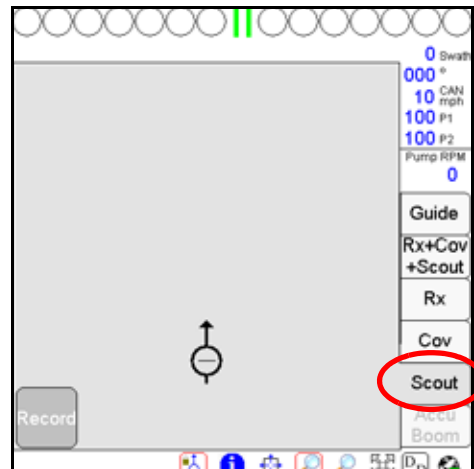 0 Swath
000 °
10 CAN mph
100 P1
100 P2
Pump RPM
0
Guide
Rx+Cov
+Scout
Rx
Cov
Scout
Accu
Boom
Record